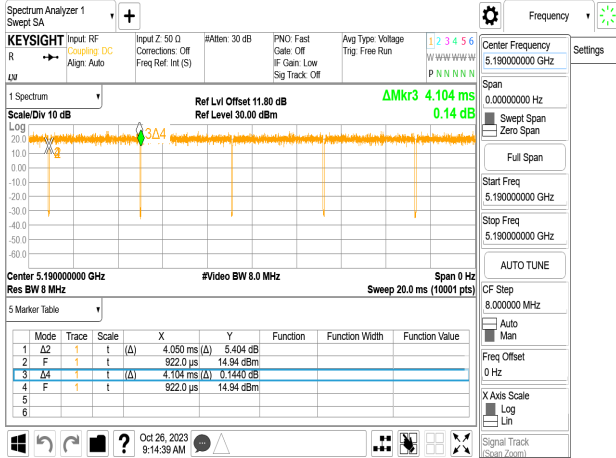 Spectrum Analyzer 1
Swept SA
Frequency
KEYSIGHT
Input: RF
Coupling: DC
Align: Auto
Input Z: 50 Ω
Corrections: Off
Freq Ref: Int (S)
#Atten: 30 dB
PNO: Fast
Gate: Off
IF Gain: Low
Sig Track: Off
Avg Type: Voltage
Trig: Free Run
1 2 3 4 5 6
W W W W W W
P N N N N N
R
LXI
1 Spectrum
Scale/Div 10 dB
Ref Lvl Offset 11.80 dB
Ref Level 30.00 dBm
ΔMkr3 4.104 ms
0.14 dB
Log
20.0
10.0
0.00
-10.0
-20.0
-30.0
-40.0
-50.0
-60.0
3Δ4
Center 5.190000000 GHz
Res BW 8 MHz
#Video BW 8.0 MHz
Span 0 Hz
Sweep 20.0 ms (10001 pts)
5 Marker Table
Mode Trace Scale X Y Function Function Width Function Value
1 Δ2 1 t (Δ) 4.050 ms (Δ) 5.404 dB
2 F 1 t 922.0 µs 14.94 dBm
3 Δ4 1 t (Δ) 4.104 ms (Δ) 0.1440 dB
4 F 1 t 922.0 µs 14.94 dBm
5
6
Oct 26, 2023
9:14:39 AM
Center Frequency
5.190000000 GHz
Settings
Span
0.00000000 Hz
Swept Span
Zero Span
Full Span
Start Freq
5.190000000 GHz
Stop Freq
5.190000000 GHz
AUTO TUNE
CF Step
8.000000 MHz
Auto
Man
Freq Offset
0 Hz
X Axis Scale
Log
Lin
Signal Track
(Span Zoom)